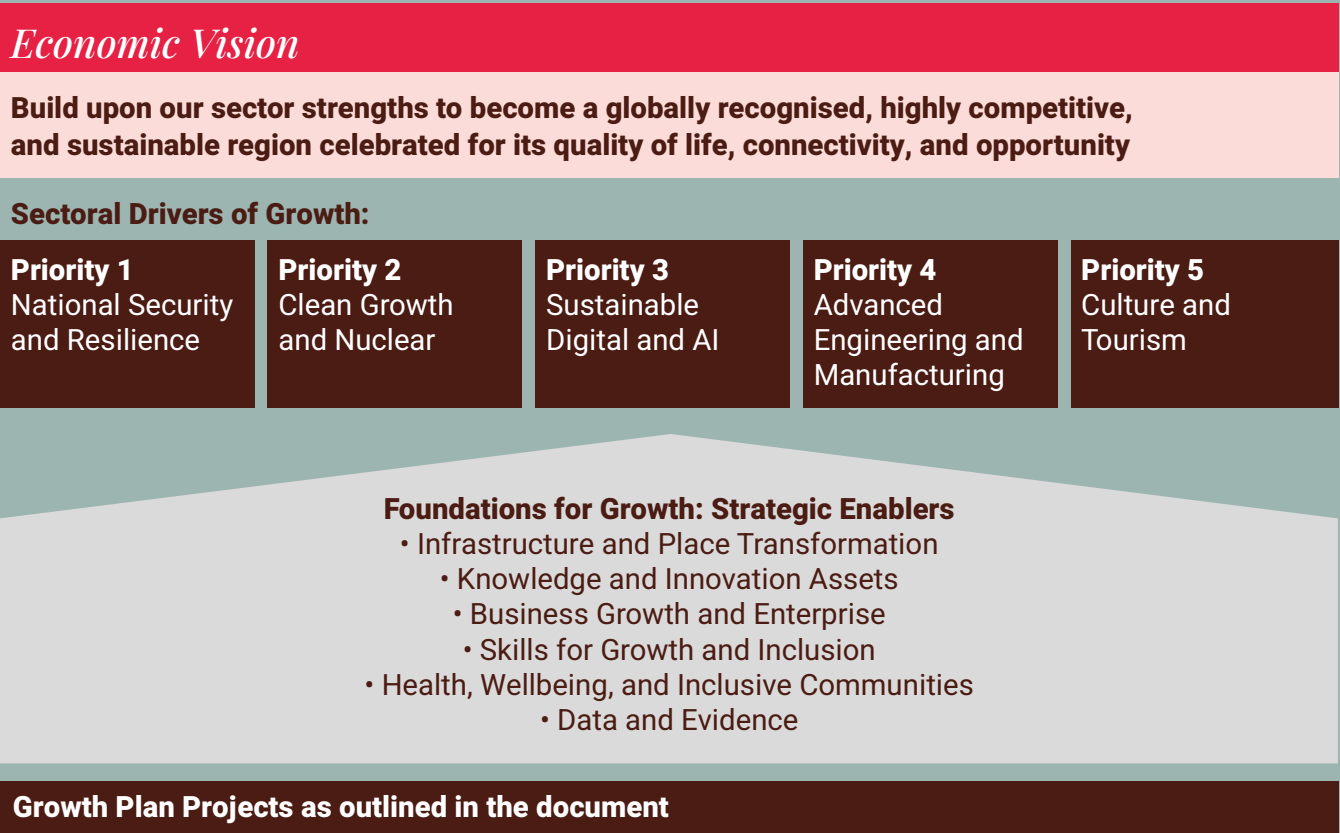 Economic Vision
Build upon our sector strengths to become a globally recognised, highly competitive,
and sustainable region celebrated for its quality of life, connectivity, and opportunity
Sectoral Drivers of Growth:
Priority 1
National Security
and Resilience
Priority 2
Clean Growth
and Nuclear
Priority 3
Sustainable
Digital and AI
Priority 4
Advanced
Engineering and
Manufacturing
Priority 5
Culture and
Tourism
Foundations for Growth: Strategic Enablers
• Infrastructure and Place Transformation
• Knowledge and Innovation Assets
• Business Growth and Enterprise
• Skills for Growth and Inclusion
• Health, Wellbeing, and Inclusive Communities
• Data and Evidence
Growth Plan Projects as outlined in the document